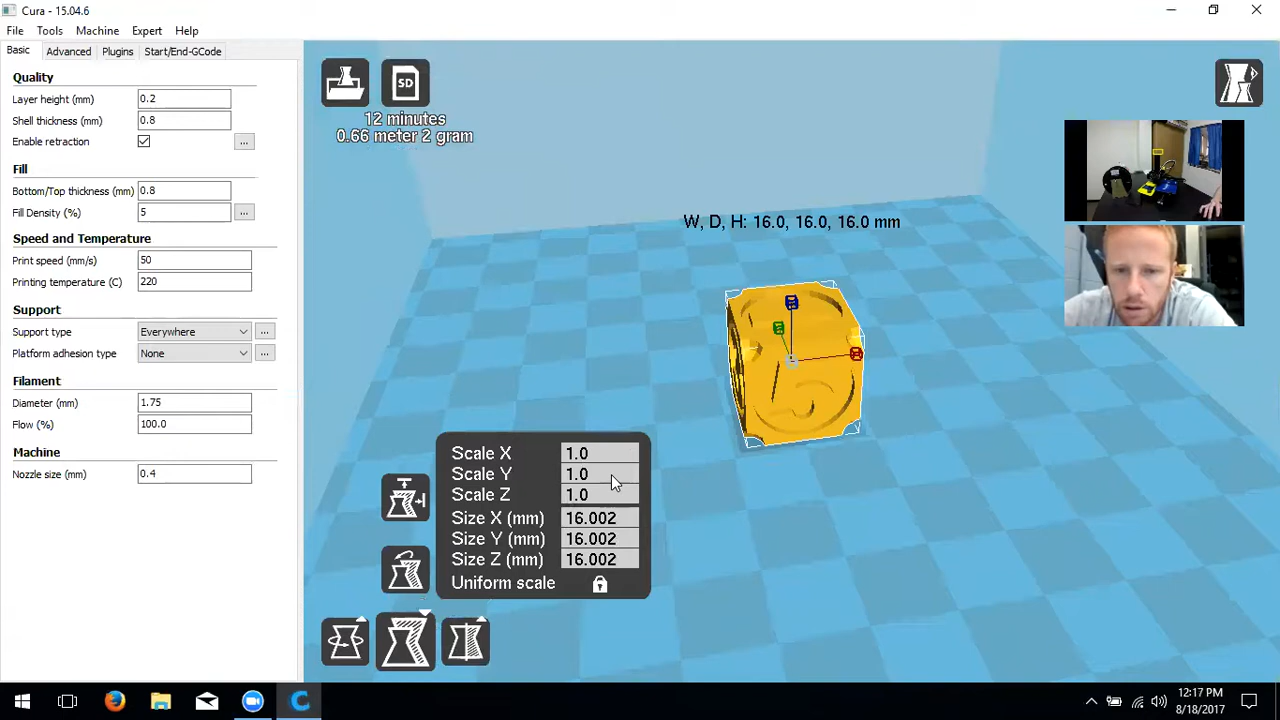 Cura - 15.04.6
File Tools Machine Expert Help
Basic Advanced Plugins Start/End-GCode
Quality
Layer height (mm) 0.2
Shell thickness (mm) 0.8
Enable retraction ...
Fill
Bottom/Top thickness (mm) 0.8
Fill Density (%) 5 ...
Speed and Temperature
Print speed (mm/s) 50
Printing temperature (C) 220
Support
Support type Everywhere ...
Platform adhesion type None ...
Filament
Diameter (mm) 1.75
Flow (%) 100.0
Machine
Nozzle size (mm) 0.4
SD
12 minutes
0.66 meter 2 gram
W, D, H: 16.0, 16.0, 16.0 mm
Scale X 1.0
Scale Y 1.0
Scale Z 1.0
Size X (mm) 16.002
Size Y (mm) 16.002
Size Z (mm) 16.002
Uniform scale
12:17 PM
8/18/2017